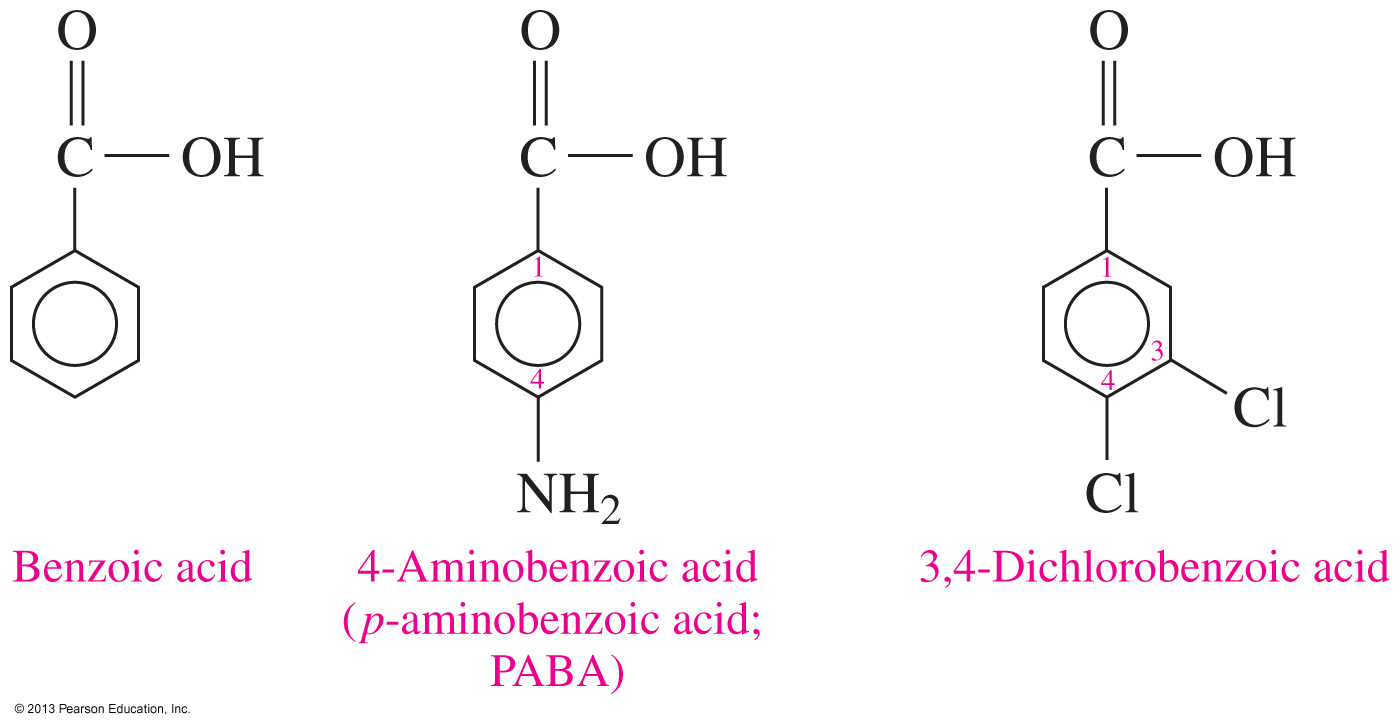 O O O
C OH C OH C OH
1 1
3
4 4
Cl
NH₂ Cl
Benzoic acid 4-Aminobenzoic acid 3,4-Dichlorobenzoic acid
(p-aminobenzoic acid;
PABA)
© 2013 Pearson Education, Inc.